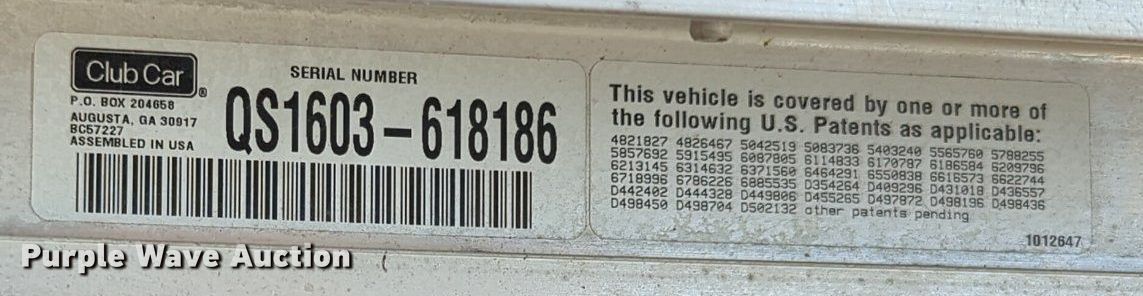 Club Car®
P.O. BOX 204658
AUGUSTA, GA 30917
BC57227
ASSEMBLED IN USA
SERIAL NUMBER
QS1603-618186
This vehicle is covered by one or more of
the following U.S. Patents as applicable:
4821827 4826467 5042519 5083736 5403240 5565760 5788255
5857692 5915495 6087805 6114833 6170787 6186584 6209796
6213145 6314632 6371560 6464291 6550838 6616573 6622744
6718996 6786226 6885535 D354264 D409296 D431018 D436557
D442402 D444328 D449806 D455265 D497872 D498196 D498436
D498450 D498704 D502132 other patents pending
1012647
Purple Wave Auction